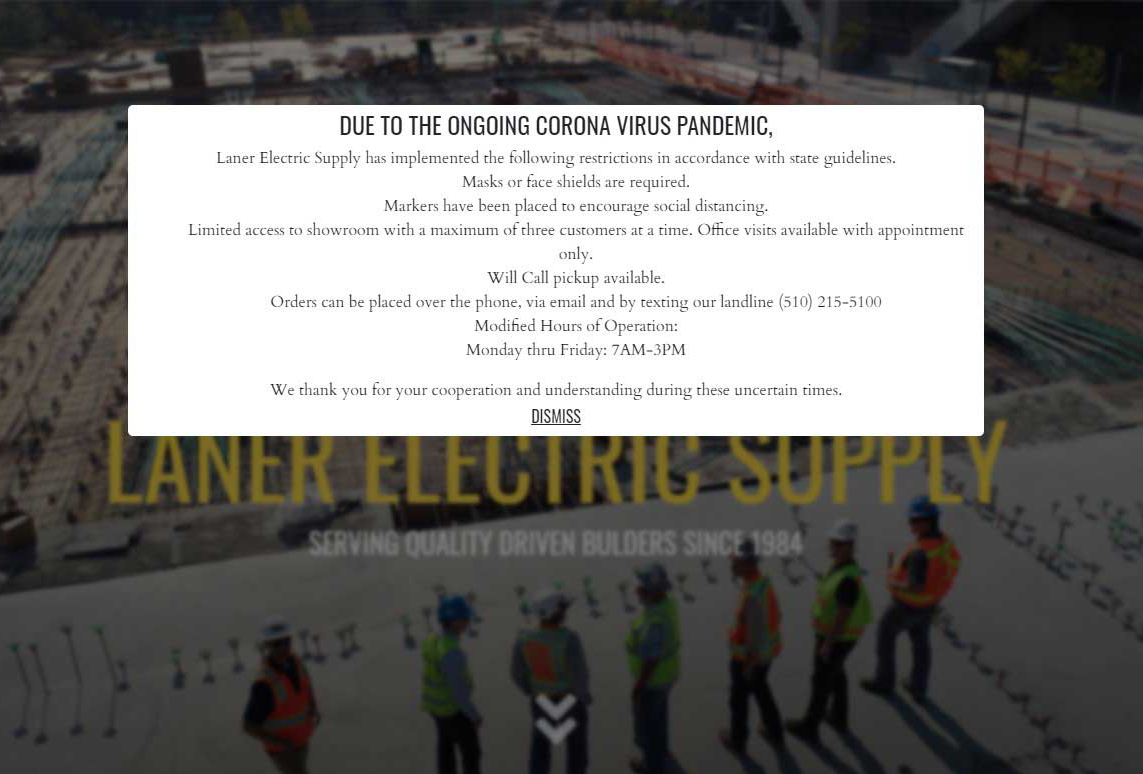 DUE TO THE ONGOING CORONA VIRUS PANDEMIC,
Laner Electric Supply has implemented the following restrictions in accordance with state guidelines.
Masks or face shields are required.
Markers have been placed to encourage social distancing.
Limited access to showroom with a maximum of three customers at a time. Office visits available with appointment
only.
Will Call pickup available.
Orders can be placed over the phone, via email and by texting our landline (510) 215-5100
Modified Hours of Operation:
Monday thru Friday: 7AM-3PM
We thank you for your cooperation and understanding during these uncertain times.
DISMISS
LANER ELECTRIC SUPPLY
SERVING QUALITY DRIVEN BULDERS SINCE 1984